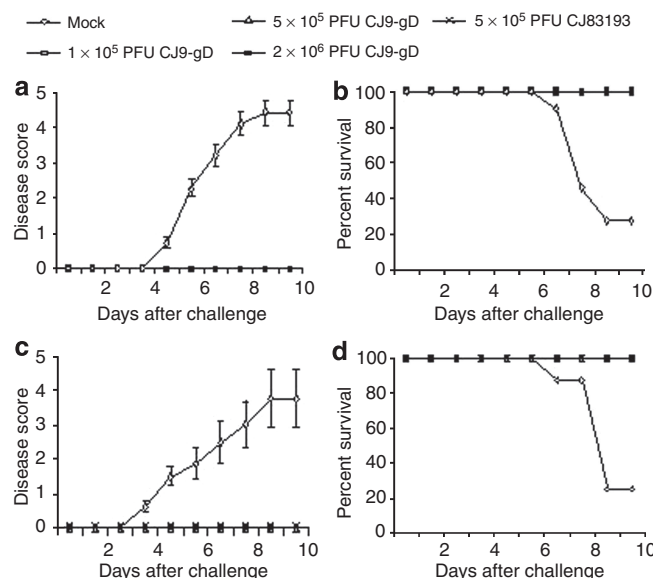 Mock
5 × 10⁵ PFU CJ9-gD
5 × 10⁵ PFU CJ83193
1 × 10⁵ PFU CJ9-gD
2 × 10⁶ PFU CJ9-gD
a
5
4
3
2
1
0
2 4 6 8 10
Disease score
Days after challenge
b
100
80
60
40
20
0
2 4 6 8 10
Percent survival
Days after challenge
c
5
4
3
2
1
0
2 4 6 8 10
Disease score
Days after challenge
d
100
80
60
40
20
0
2 4 6 8 10
Percent survival
Days after challenge